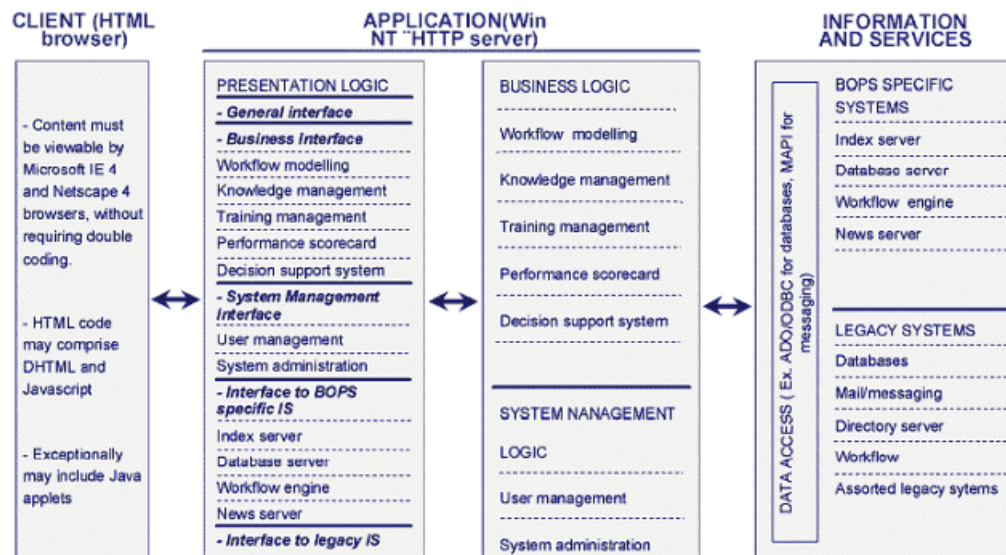 CLIENT (HTML
browser)
- Content must
be viewable by
Microsoft IE 4
and Netscape 4
browsers, without
requiring double
coding.
- HTML code
may comprise
DHTML and
Javascript
- Exceptionally
may include Java
applets
APPLICATION(Win
NT ¨HTTP server)
PRESENTATION LOGIC
- General interface
- Business Interface
Workflow modelling
Knowledge management
Training management
Performance scorecard
Decision support system
- System Management
Interface
User management
System administration
- Interface to BOPS
specific IS
Index server
Database server
Workflow engine
News server
- Interface to legacy IS
BUSINESS LOGIC
Workflow modelling
Knowledge management
Training management
Performance scorecard
Decision support system
SYSTEM NANAGEMENT
LOGIC
User management
System administration
INFORMATION
AND SERVICES
DATA ACCESS ( Ex. ADO/ODBC for databases, MAPI for
messaging)
BOPS SPECIFIC
SYSTEMS
Index server
Database server
Workflow engine
News server
LEGACY SYSTEMS
Databases
Mail/messaging
Directory server
Workflow
Assorted legacy sytems